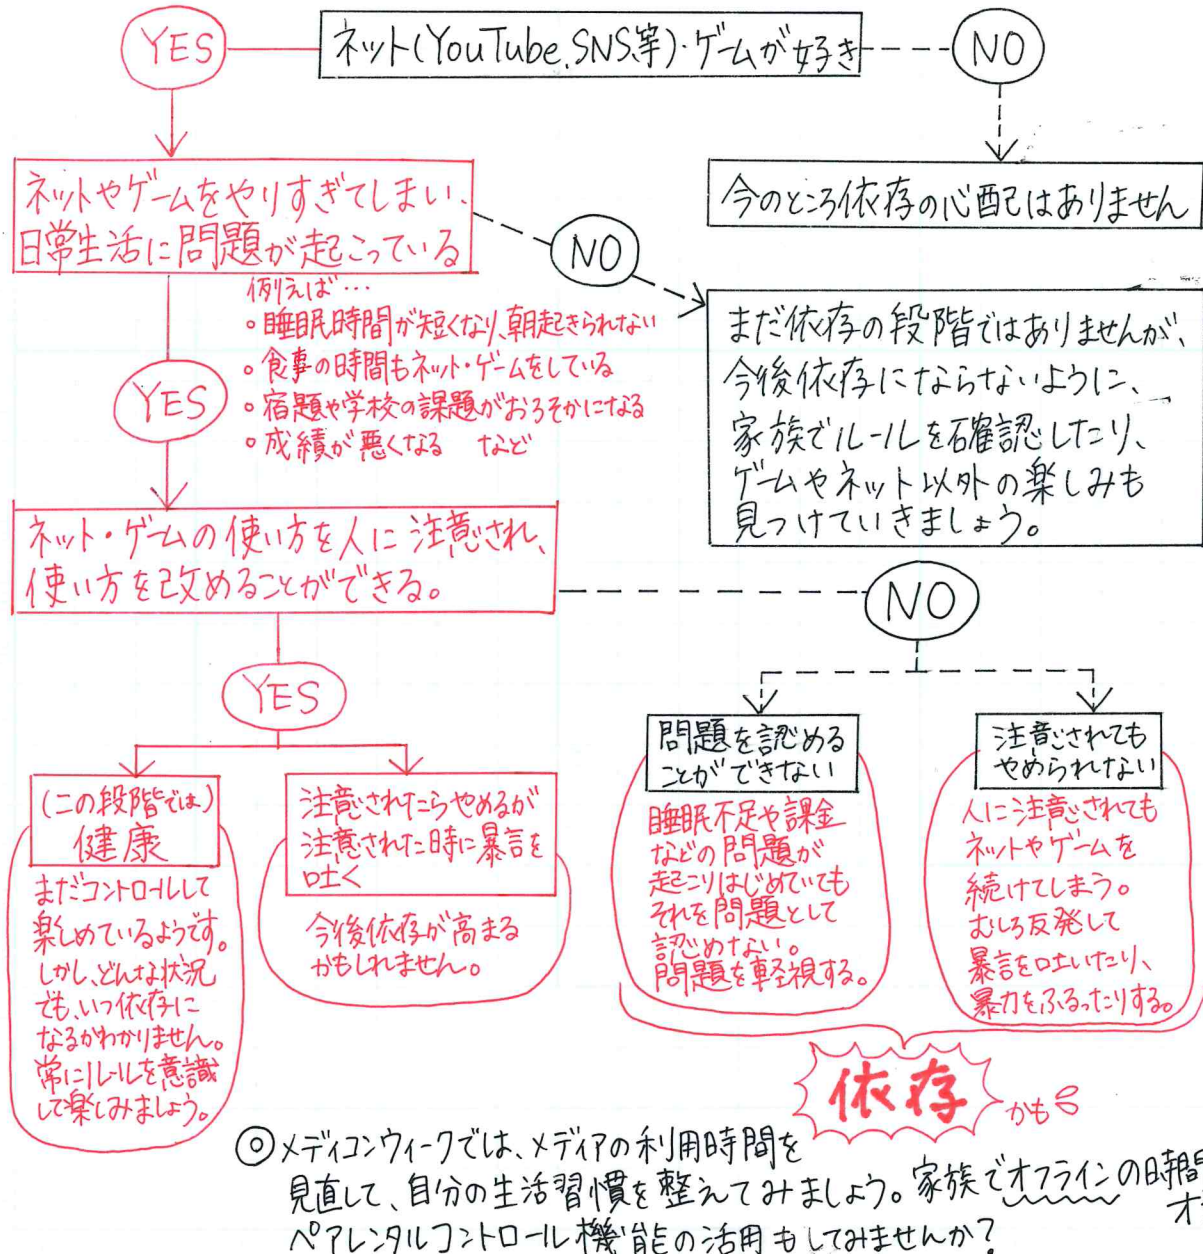 YES
ネット(YouTube.SNS等)・ゲームが好き
NO
ネットやゲームをやりすぎてしまい、
日常生活に問題が起こっている
今のところ依存の心配はありません
NO
例えば…
。睡眠時間が短くなり、朝起きられない
。食事の時間もネット・ゲームをしている
。宿題や学校の課題がおろそかになる
。成績が悪くなる など
YES
まだ依存の段階ではありませんが、
今後依存にならないように、
家族でルールを確認したり、
ゲームやネット以外の楽しみも
見つけていきましょう。
ネット・ゲームの使い方を人に注意され、
使い方を改めることができる。
NO
YES
(この段階では)
健康
まだコントロールして
楽しめているようです。
しかし、どんな状況
でも、いつ依存に
なるかわかりません。
常にルールを意識
して楽しみましょう。
注意されたらやめるが
注意された時に暴言を
吐く
今後依存が高まる
かもしれません。
問題を認める
ことができない
睡眠不足や課金
などの問題が
起こりはじめていても
それを問題として
認めない。
問題を軽視する。
注意されても
やめられない
人に注意されても
ネットやゲームを
続けてしまう。
むしろ反発して
暴言を吐いたり、
暴力をふるったりする。
依存かも
◎メディコンウィークでは、メディアの利用時間を
見直して、自分の生活習慣を整えてみましょう。家族でオフラインの時間
オ
ペアレンタルコントロール機能の活用もしてみませんか?